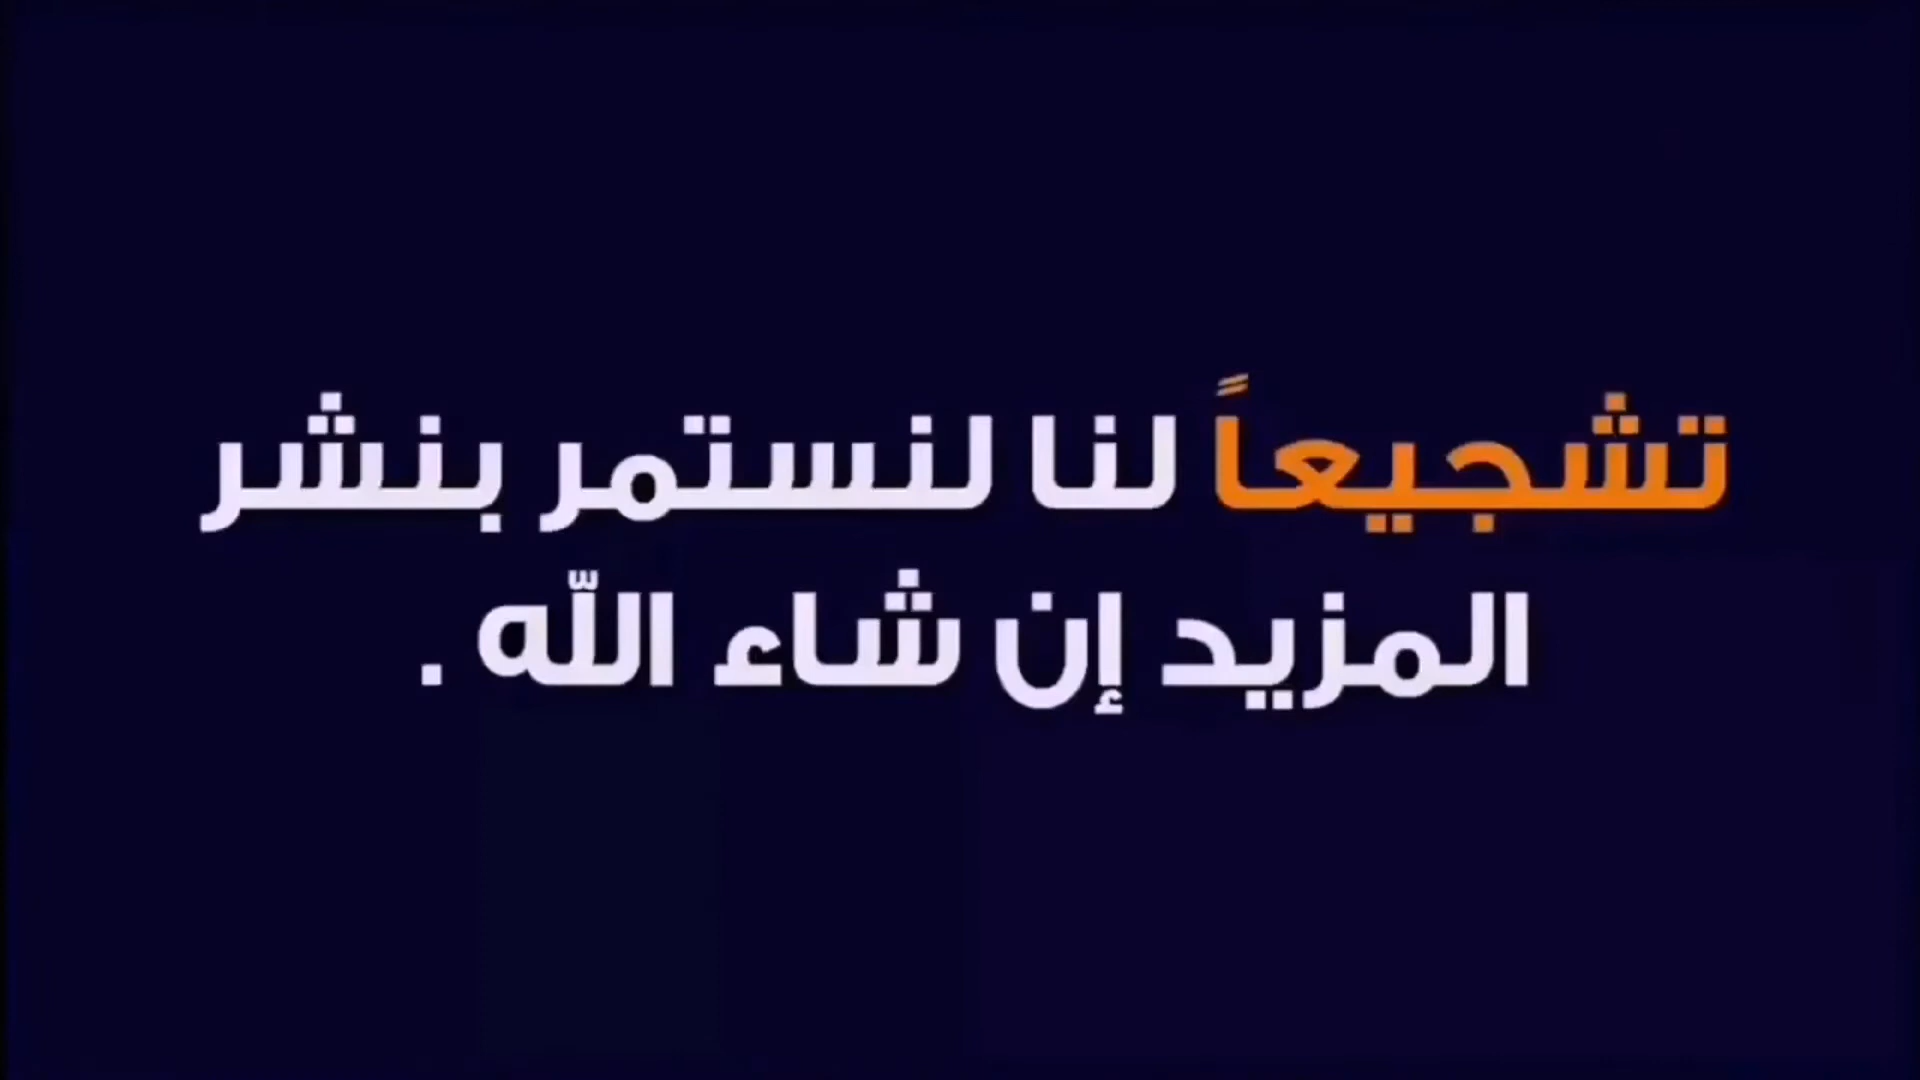 تشجيعاً لنا لنستمر بنشر
المزيد إن شاء اللّه .